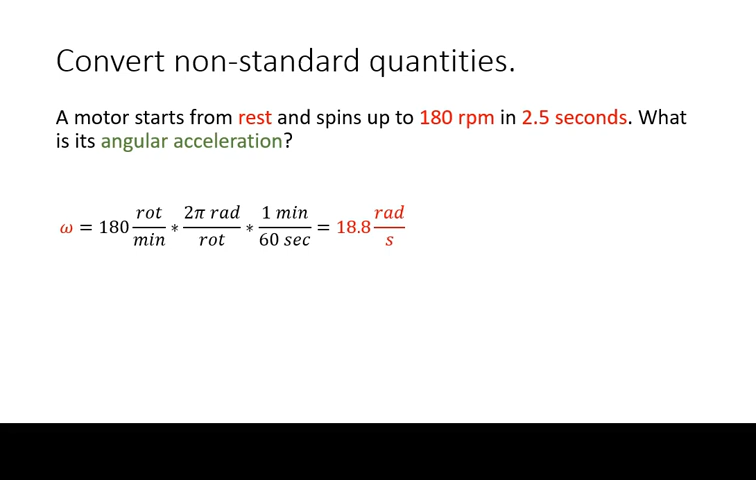 Convert non-standard quantities.
A motor starts from rest and spins up to 180 rpm in 2.5 seconds. What
is its angular acceleration?
ω = 180 rot/min * 2π rad/rot * 1 min/60 sec = 18.8 rad/s